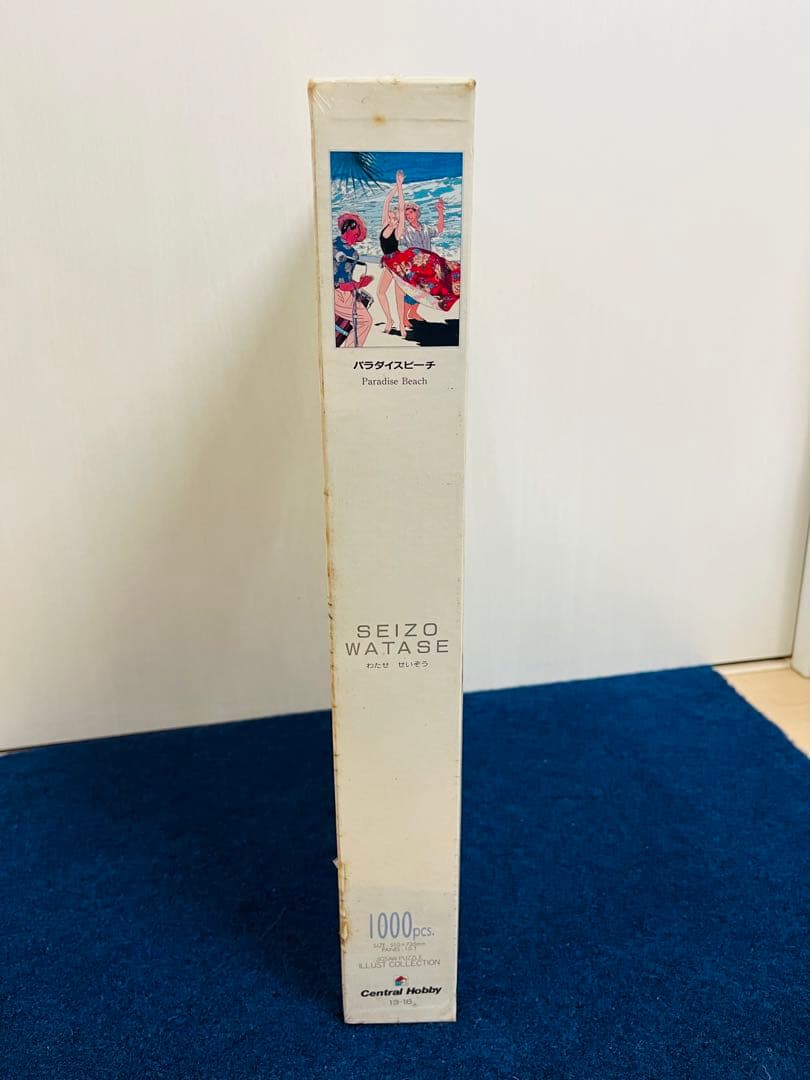 パラダイスビーチ
Paradise Beach
SEIZO
WATASE
わたせ せいぞう
1000pcs.
JIGSAW PUZZLE
ILLUST COLLECTION
Central Hobby